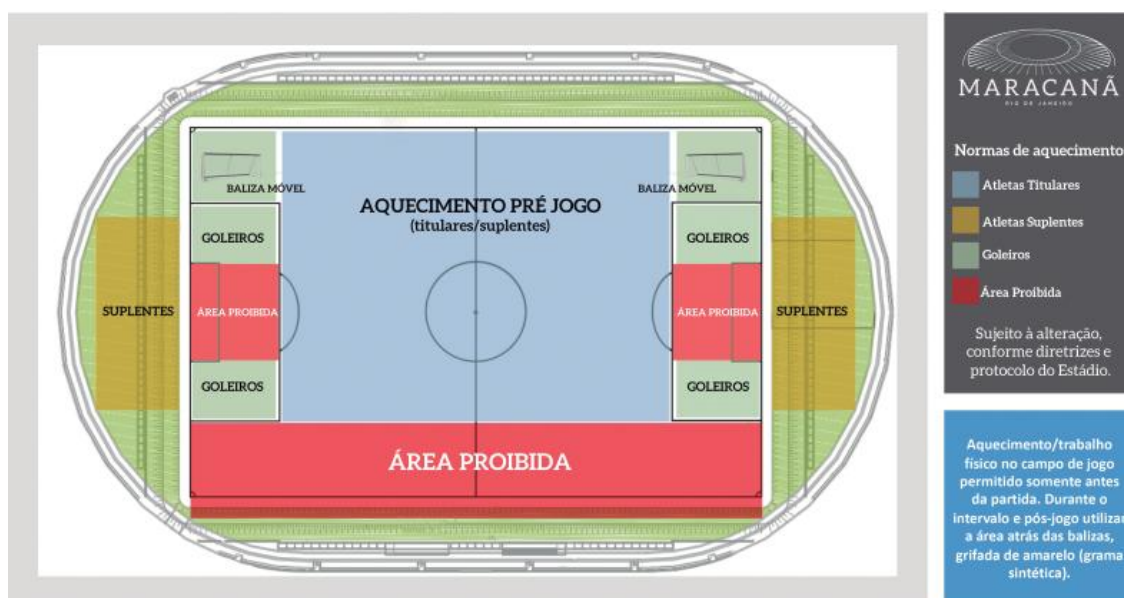 BALIZA MÓVEL
BALIZA MÓVEL
AQUECIMENTO PRÉ JOGO
(titulares/suplentes)
GOLEIROS
GOLEIROS
SUPLENTES
ÁREA PROIBIDA
ÁREA PROIBIDA
SUPLENTES
GOLEIROS
GOLEIROS
ÁREA PROIBIDA
MARACANÃ
RIO DE JANEIRO
Normas de aquecimento
Atletas Titulares
Atletas Suplentes
Goleiros
Área Proibida
Sujeito à alteração,
conforme diretrizes e
protocolo do Estádio.
Aquecimento/trabalho
físico no campo de jogo
permitido somente antes
da partida. Durante o
intervalo e pós-jogo utilizar
a área atrás das balizas,
grifada de amarelo (grama
sintética).